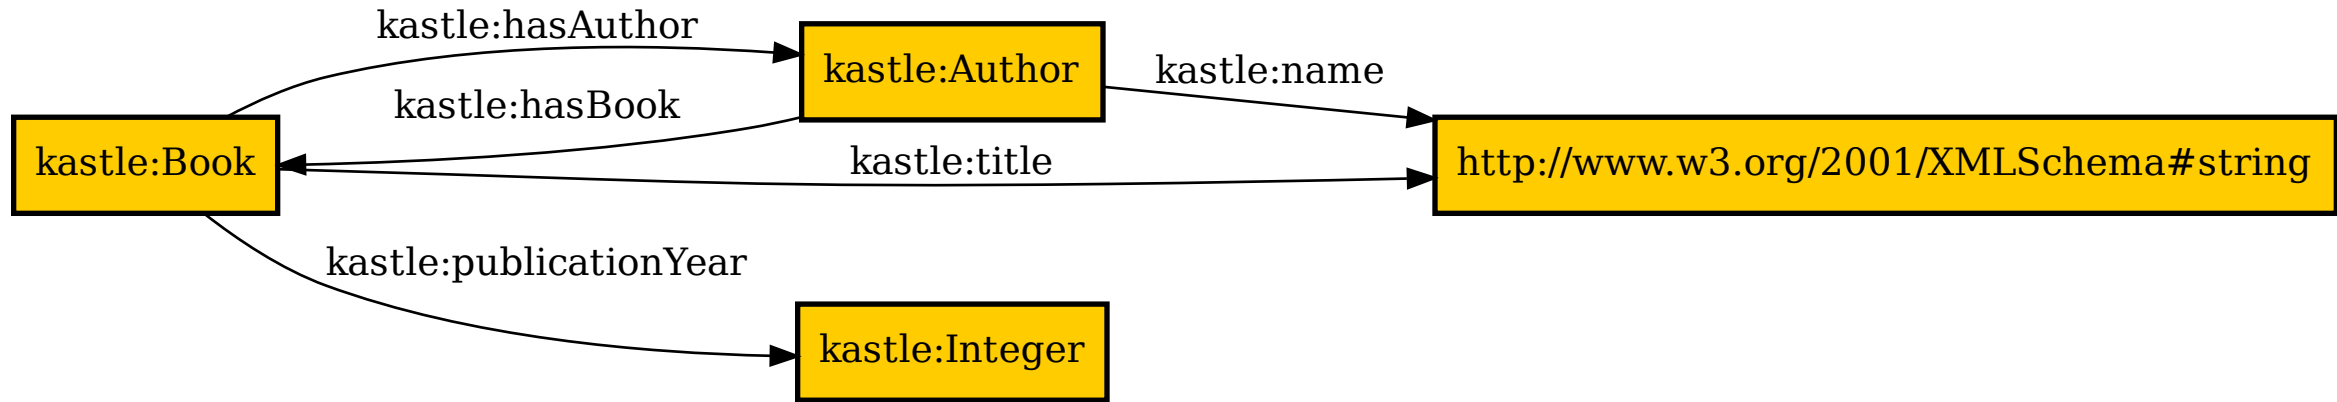 kastle:hasAuthor
kastle:Author
kastle:name
kastle:hasBook
kastle:Book
kastle:title
http://www.w3.org/2001/XMLSchema#string
kastle:publicationYear
kastle:Integer